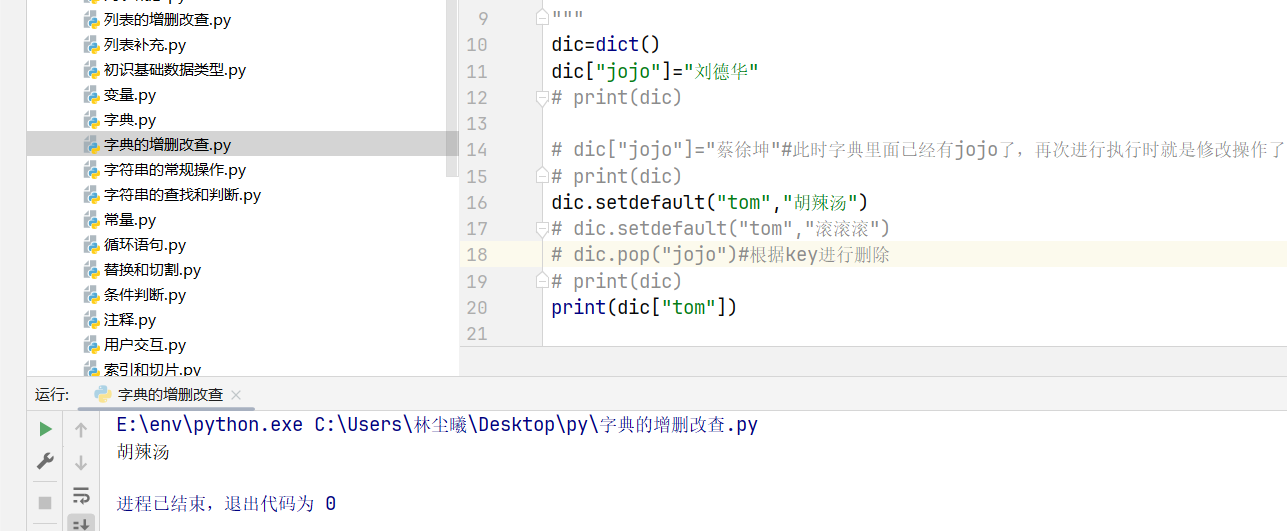 列表的增删改查.py
列表补充.py
初识基础数据类型.py
变量.py
字典.py
字典的增删改查.py
字符串的常规操作.py
字符串的查找和判断.py
常量.py
循环语句.py
替换和切割.py
条件判断.py
注释.py
用户交互.py
索引和切片.py
9 """
10 dic=dict()
11 dic["jojo"]="刘德华"
12 # print(dic)
13
14 # dic["jojo"]="蔡徐坤"#此时字典里面已经有jojo了，再次进行执行时就是修改操作了
15 # print(dic)
16 dic.setdefault("tom","胡辣汤")
17 # dic.setdefault("tom","滚滚滚")
18 # dic.pop("jojo")#根据key进行删除
19 # print(dic)
20 print(dic["tom"])
21
运行: 字典的增删改查
E:\env\python.exe C:\Users\林尘曦\Desktop\py\字典的增删改查.py
胡辣汤
进程已结束，退出代码为 0